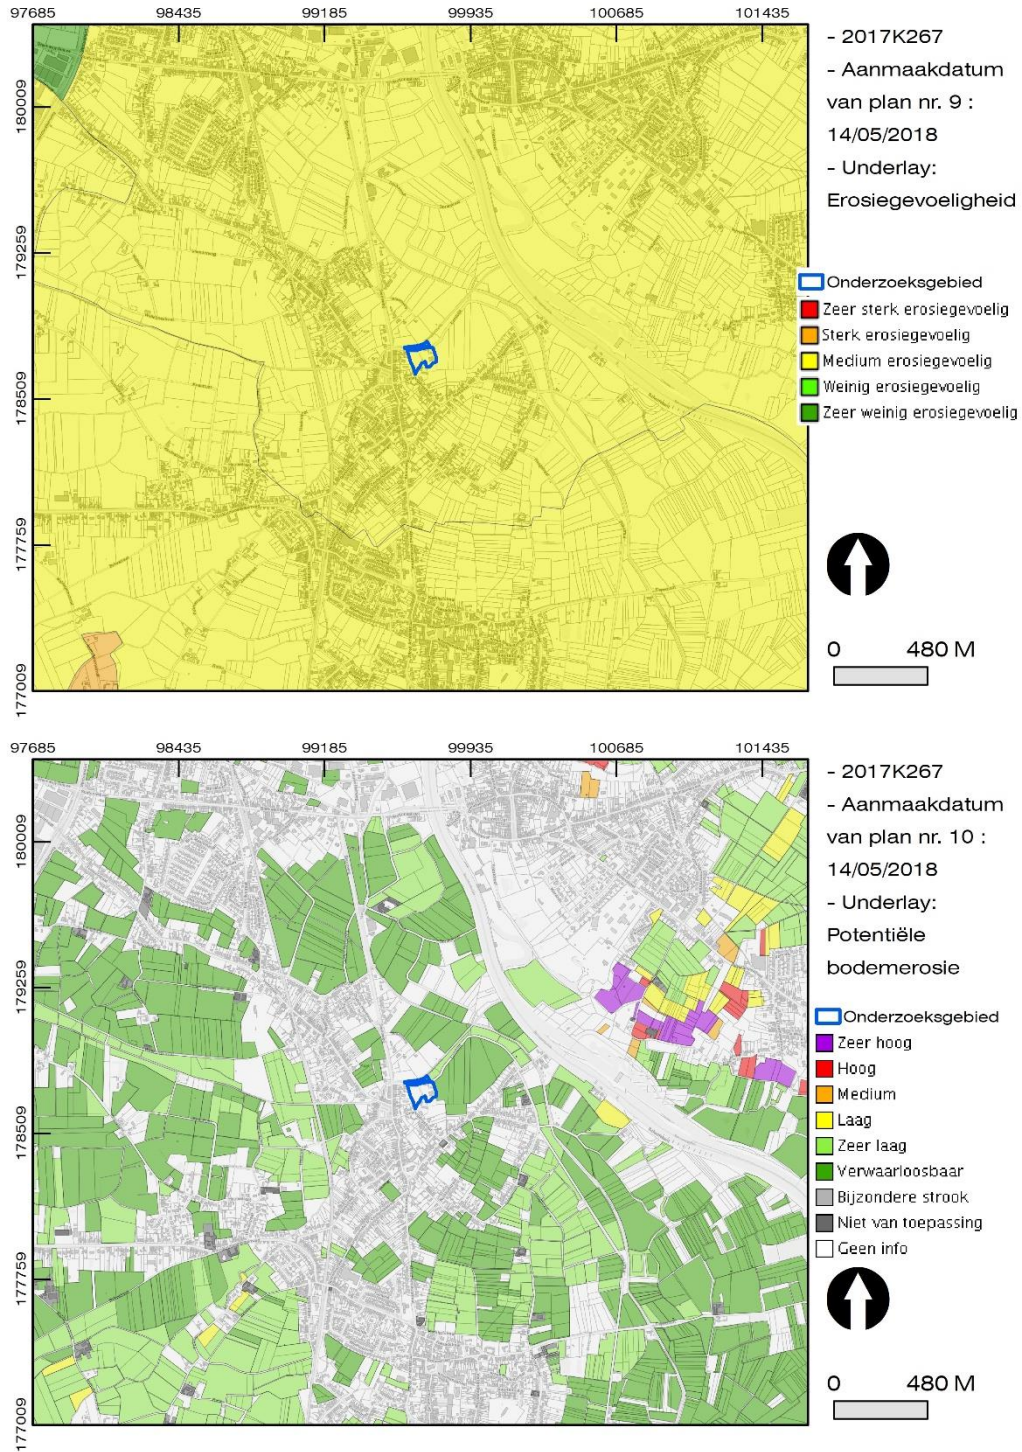 97685 98435 99185 99935 100685 101435
180009
179259
178509
177759
177009
- 2017K267
- Aanmaakdatum
van plan nr. 9 :
14/05/2018
- Underlay:
Erosiegevoeligheid
Onderzoeksgebied
Zeer sterk erosiegevoelig
Sterk erosiegevoelig
Medium erosiegevoelig
Weinig erosiegevoelig
Zeer weinig erosiegevoelig
0 480 M
97685 98435 99185 99935 100685 101435
180009
179259
178509
177759
177009
- 2017K267
- Aanmaakdatum
van plan nr. 10 :
14/05/2018
- Underlay:
Potentiële
bodemerosie
Onderzoeksgebied
Zeer hoog
Hoog
Medium
Laag
Zeer laag
Verwaarloosbaar
Bijzondere strook
Niet van toepassing
Geen info
0 480 M